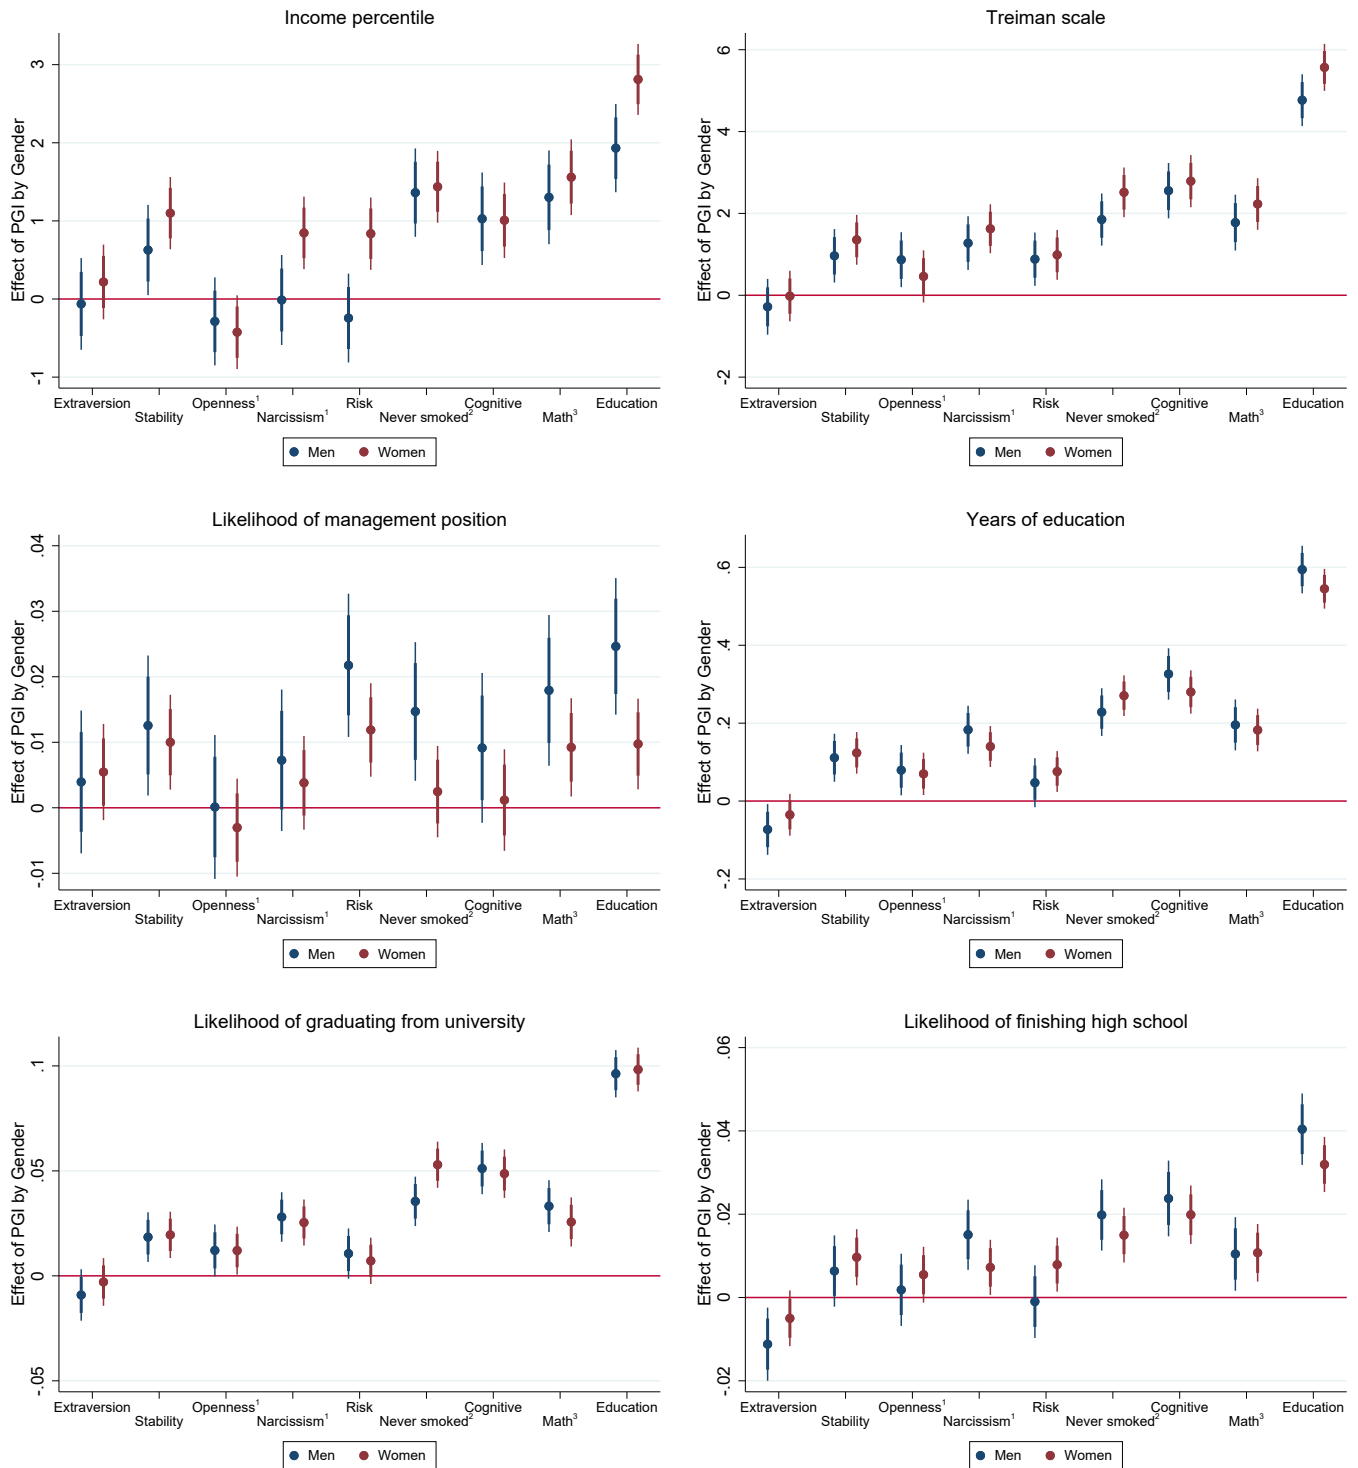 Income percentile
Effect of PGI by Gender
3
2
1
0
-1
Extraversion Stability Openness¹ Narcissism¹ Risk Never smoked² Cognitive Math³ Education
Men Women
Treiman scale
Effect of PGI by Gender
6
4
2
0
-2
Extraversion Stability Openness¹ Narcissism¹ Risk Never smoked² Cognitive Math³ Education
Men Women
Likelihood of management position
Effect of PGI by Gender
.04
.03
.02
.01
0
-.01
Extraversion Stability Openness¹ Narcissism¹ Risk Never smoked² Cognitive Math³ Education
Men Women
Years of education
Effect of PGI by Gender
.6
.4
.2
0
-.2
Extraversion Stability Openness¹ Narcissism¹ Risk Never smoked² Cognitive Math³ Education
Men Women
Likelihood of graduating from university
Effect of PGI by Gender
.1
.05
0
-.05
Extraversion Stability Openness¹ Narcissism¹ Risk Never smoked² Cognitive Math³ Education
Men Women
Likelihood of finishing high school
Effect of PGI by Gender
.06
.04
.02
0
-.02
Extraversion Stability Openness¹ Narcissism¹ Risk Never smoked² Cognitive Math³ Education
Men Women